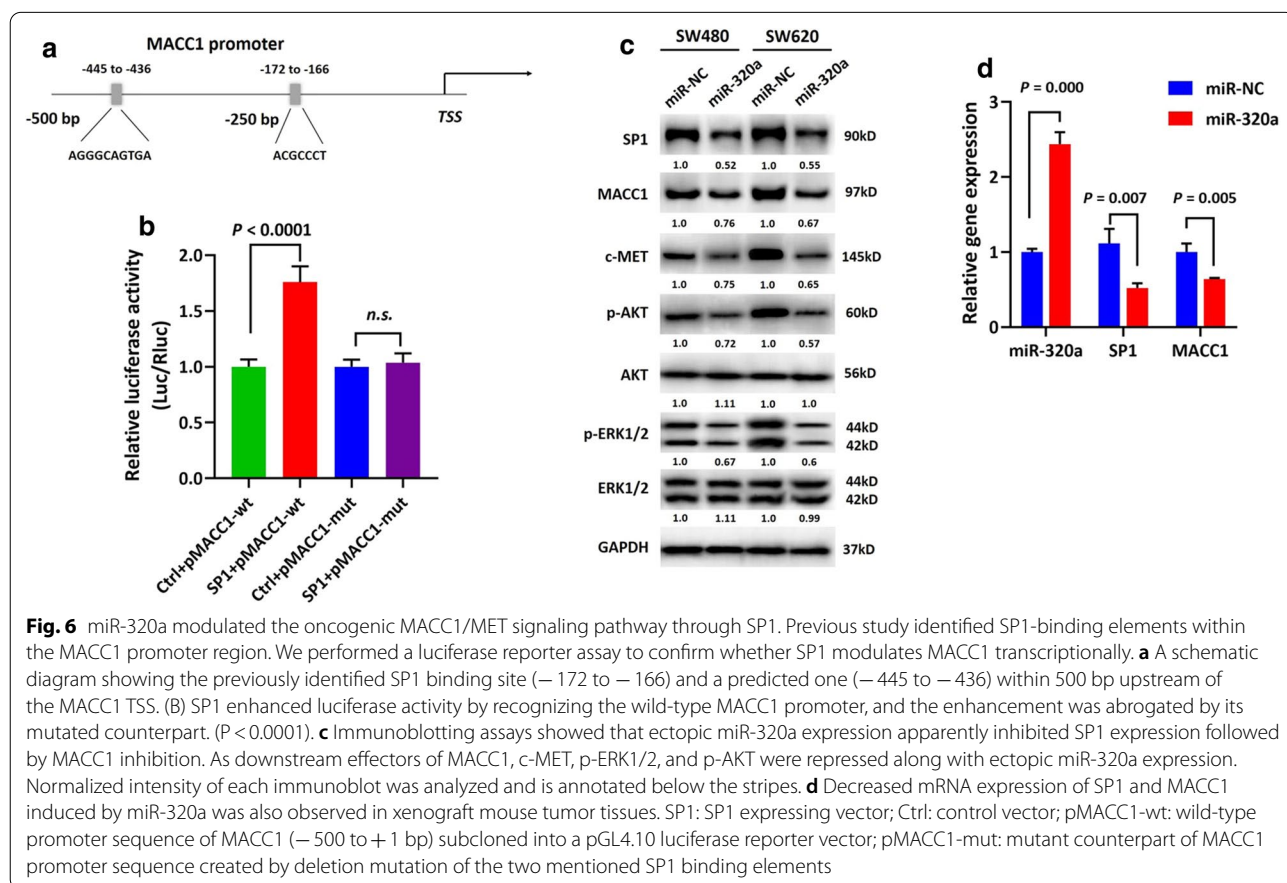 a
MACC1 promoter
-445 to -436
-172 to -166
-500 bp
-250 bp
TSS
AGGGCAGTGA
ACGCCCT
b
P < 0.0001
n.s.
Relative luciferase activity
(Luc/Rluc)
2.0
1.5
1.0
0.5
0.0
Ctrl+pMACC1-wt
SP1+pMACC1-wt
Ctrl+pMACC1-mut
SP1+pMACC1-mut
c
SW480 SW620
miR-NC miR-320a miR-NC miR-320a
SP1 90kD
1.0 0.52 1.0 0.55
MACC1 97kD
1.0 0.76 1.0 0.67
c-MET 145kD
1.0 0.75 1.0 0.65
p-AKT 60kD
1.0 0.72 1.0 0.57
AKT 56kD
1.0 1.11 1.0 1.0
p-ERK1/2 44kD
42kD
1.0 0.67 1.0 0.6
ERK1/2 44kD
42kD
1.0 1.11 1.0 0.99
GAPDH 37kD
d
miR-NC
miR-320a
P = 0.000
P = 0.007
P = 0.005
Relative gene expression
3
2
1
0
miR-320a SP1 MACC1
Fig. 6 miR-320a modulated the oncogenic MACC1/MET signaling pathway through SP1. Previous study identified SP1-binding elements within
the MACC1 promoter region. We performed a luciferase reporter assay to confirm whether SP1 modulates MACC1 transcriptionally. a A schematic
diagram showing the previously identified SP1 binding site (− 172 to − 166) and a predicted one (− 445 to − 436) within 500 bp upstream of
the MACC1 TSS. (B) SP1 enhanced luciferase activity by recognizing the wild-type MACC1 promoter, and the enhancement was abrogated by its
mutated counterpart. (P < 0.0001). c Immunoblotting assays showed that ectopic miR-320a expression apparently inhibited SP1 expression followed
by MACC1 inhibition. As downstream effectors of MACC1, c-MET, p-ERK1/2, and p-AKT were repressed along with ectopic miR-320a expression.
Normalized intensity of each immunoblot was analyzed and is annotated below the stripes. d Decreased mRNA expression of SP1 and MACC1
induced by miR-320a was also observed in xenograft mouse tumor tissues. SP1: SP1 expressing vector; Ctrl: control vector; pMACC1-wt: wild-type
promoter sequence of MACC1 (− 500 to + 1 bp) subcloned into a pGL4.10 luciferase reporter vector; pMACC1-mut: mutant counterpart of MACC1
promoter sequence created by deletion mutation of the two mentioned SP1 binding elements